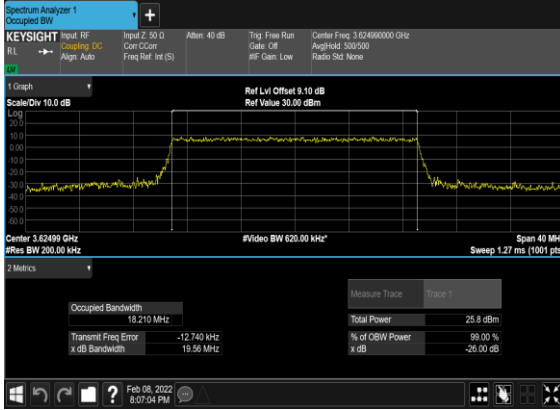 Spectrum Analyzer 1
Occupied BW
+
KEYSIGHT Input: RF Input Z: 50 Ω Atten: 40 dB Trig: Free Run Center Freq: 3.624990000 GHz
RL Coupling: DC Corr CCorr Gate: Off Avg|Hold: 500/500
Align: Auto Freq Ref: Int (S) #IF Gain: Low Radio Std: None
1 Graph
Ref Lvl Offset 9.10 dB
Scale/Div 10.0 dB Ref Value 30.00 dBm
Log
20.0
10.0
0.00
-10.0
-20.0
-30.0
-40.0
-50.0
-60.0
Center 3.62499 GHz #Video BW 620.00 kHz* Span 40 MH
#Res BW 200.00 kHz Sweep 1.27 ms (1001 pts
2 Metrics
Measure Trace Trace 1
Occupied Bandwidth
18.210 MHz Total Power 25.8 dBm
Transmit Freq Error -12.740 kHz % of OBW Power 99.00 %
x dB Bandwidth 19.56 MHz x dB -26.00 dB
? Feb 08, 2022
8:07:04 PM